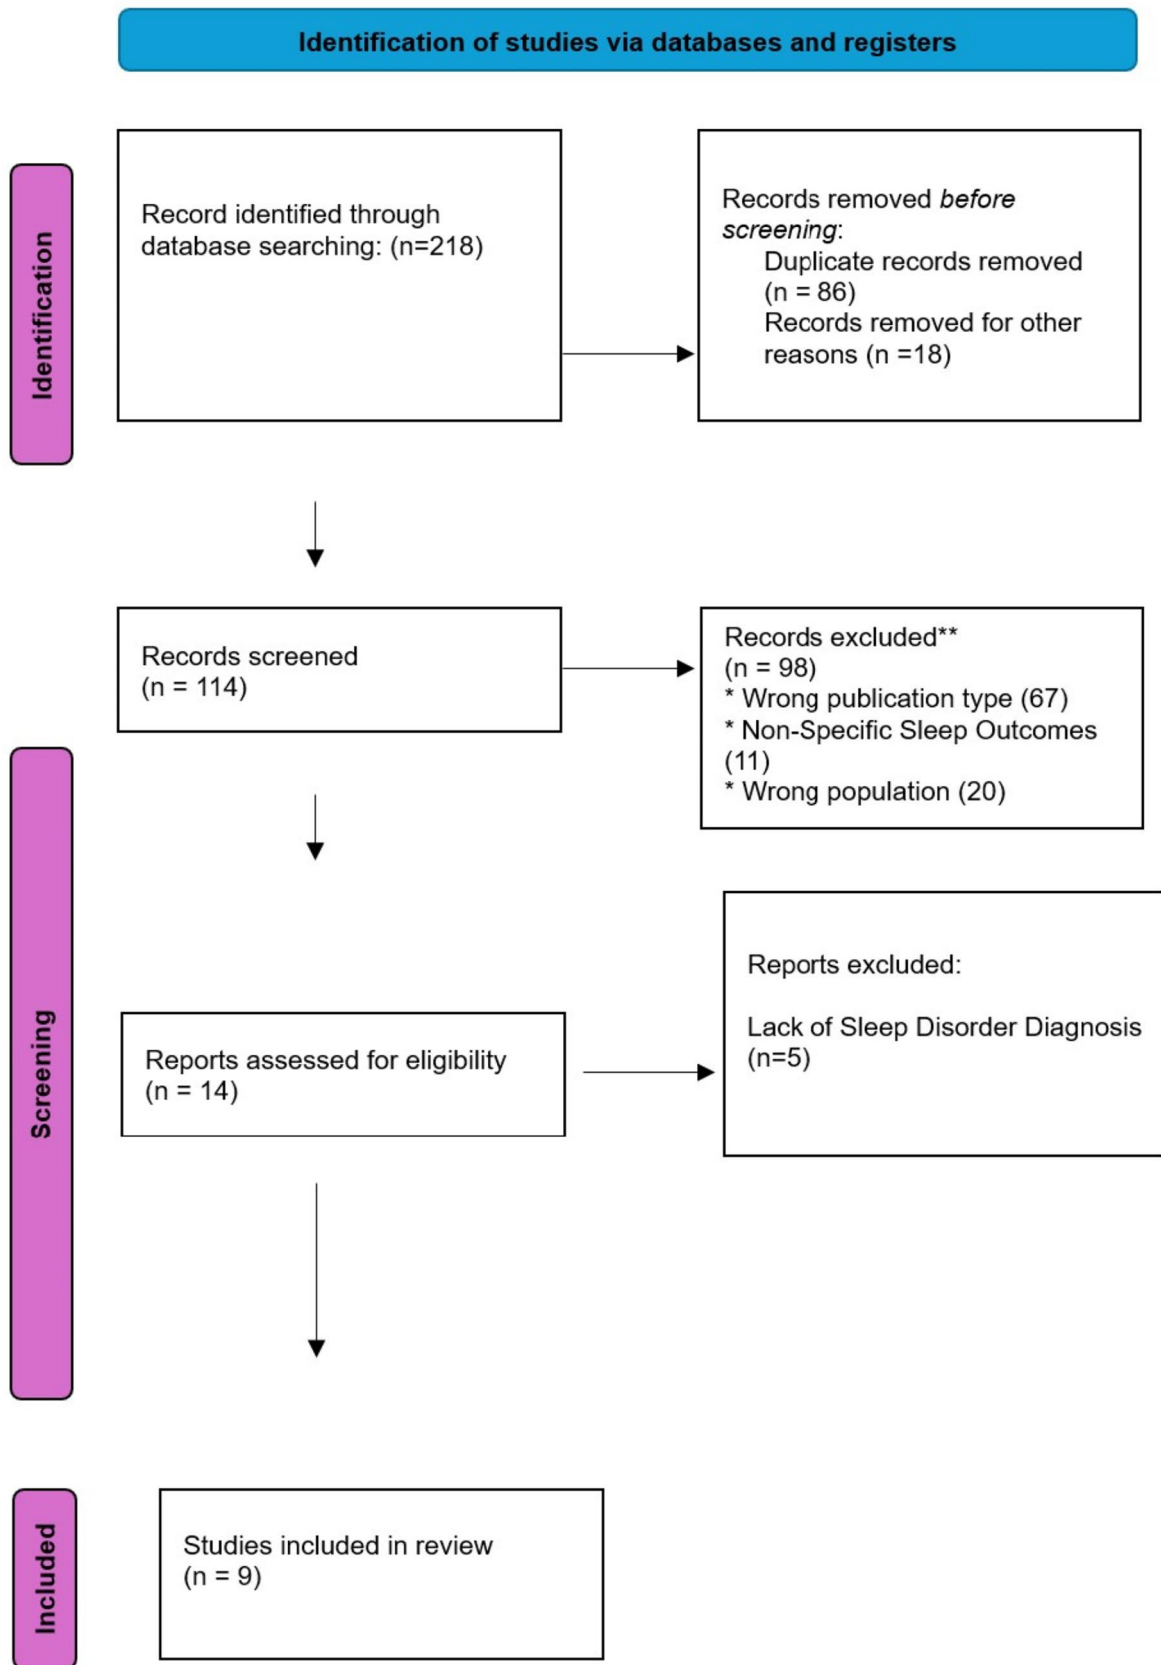 Identification of studies via databases and registers
Identification
Record identified through
database searching: (n=218)
Records removed before
screening:
Duplicate records removed
(n = 86)
Records removed for other
reasons (n =18)
Records screened
(n = 114)
Records excluded**
(n = 98)
* Wrong publication type (67)
* Non-Specific Sleep Outcomes
(11)
* Wrong population (20)
Screening
Reports assessed for eligibility
(n = 14)
Reports excluded:
Lack of Sleep Disorder Diagnosis
(n=5)
Included
Studies included in review
(n = 9)